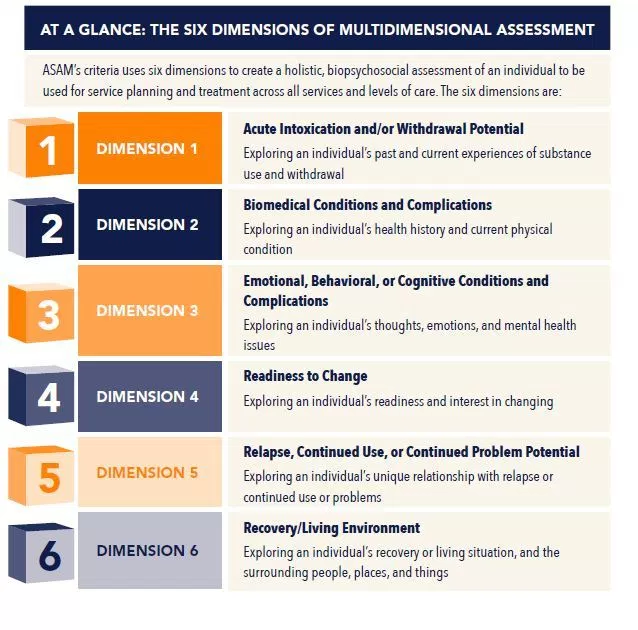 AT A GLANCE: THE SIX DIMENSIONS OF MULTIDIMENSIONAL ASSESSMENT
ASAM's criteria uses six dimensions to create a holistic, biopsychosocial assessment of an individual to be
used for service planning and treatment across all services and levels of care. The six dimensions are:
1
DIMENSION 1
Acute Intoxication and/or Withdrawal Potential
Exploring an individual's past and current experiences of substance
use and withdrawal
2
DIMENSION 2
Biomedical Conditions and Complications
Exploring an individual's health history and current physical
condition
3
DIMENSION 3
Emotional, Behavioral, or Cognitive Conditions and
Complications
Exploring an individual's thoughts, emotions, and mental health
issues
4
DIMENSION 4
Readiness to Change
Exploring an individual's readiness and interest in changing
5
DIMENSION 5
Relapse, Continued Use, or Continued Problem Potential
Exploring an individual's unique relationship with relapse or
continued use or problems
6
DIMENSION 6
Recovery/Living Environment
Exploring an individual's recovery or living situation, and the
surrounding people, places, and things